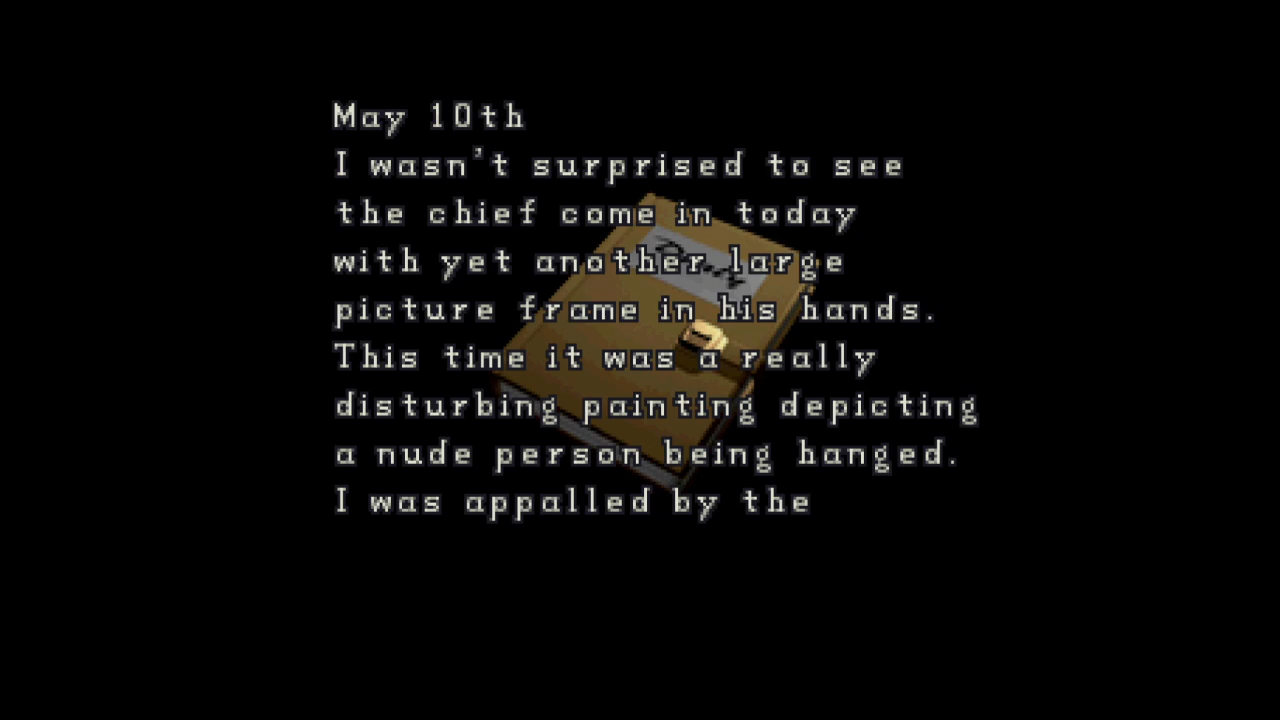 May 10th
I wasn't surprised to see
the chief come in today
with yet another large
picture frame in his hands.
This time it was a really
disturbing painting depicting
a nude person being hanged.
I was appalled by the
Diary